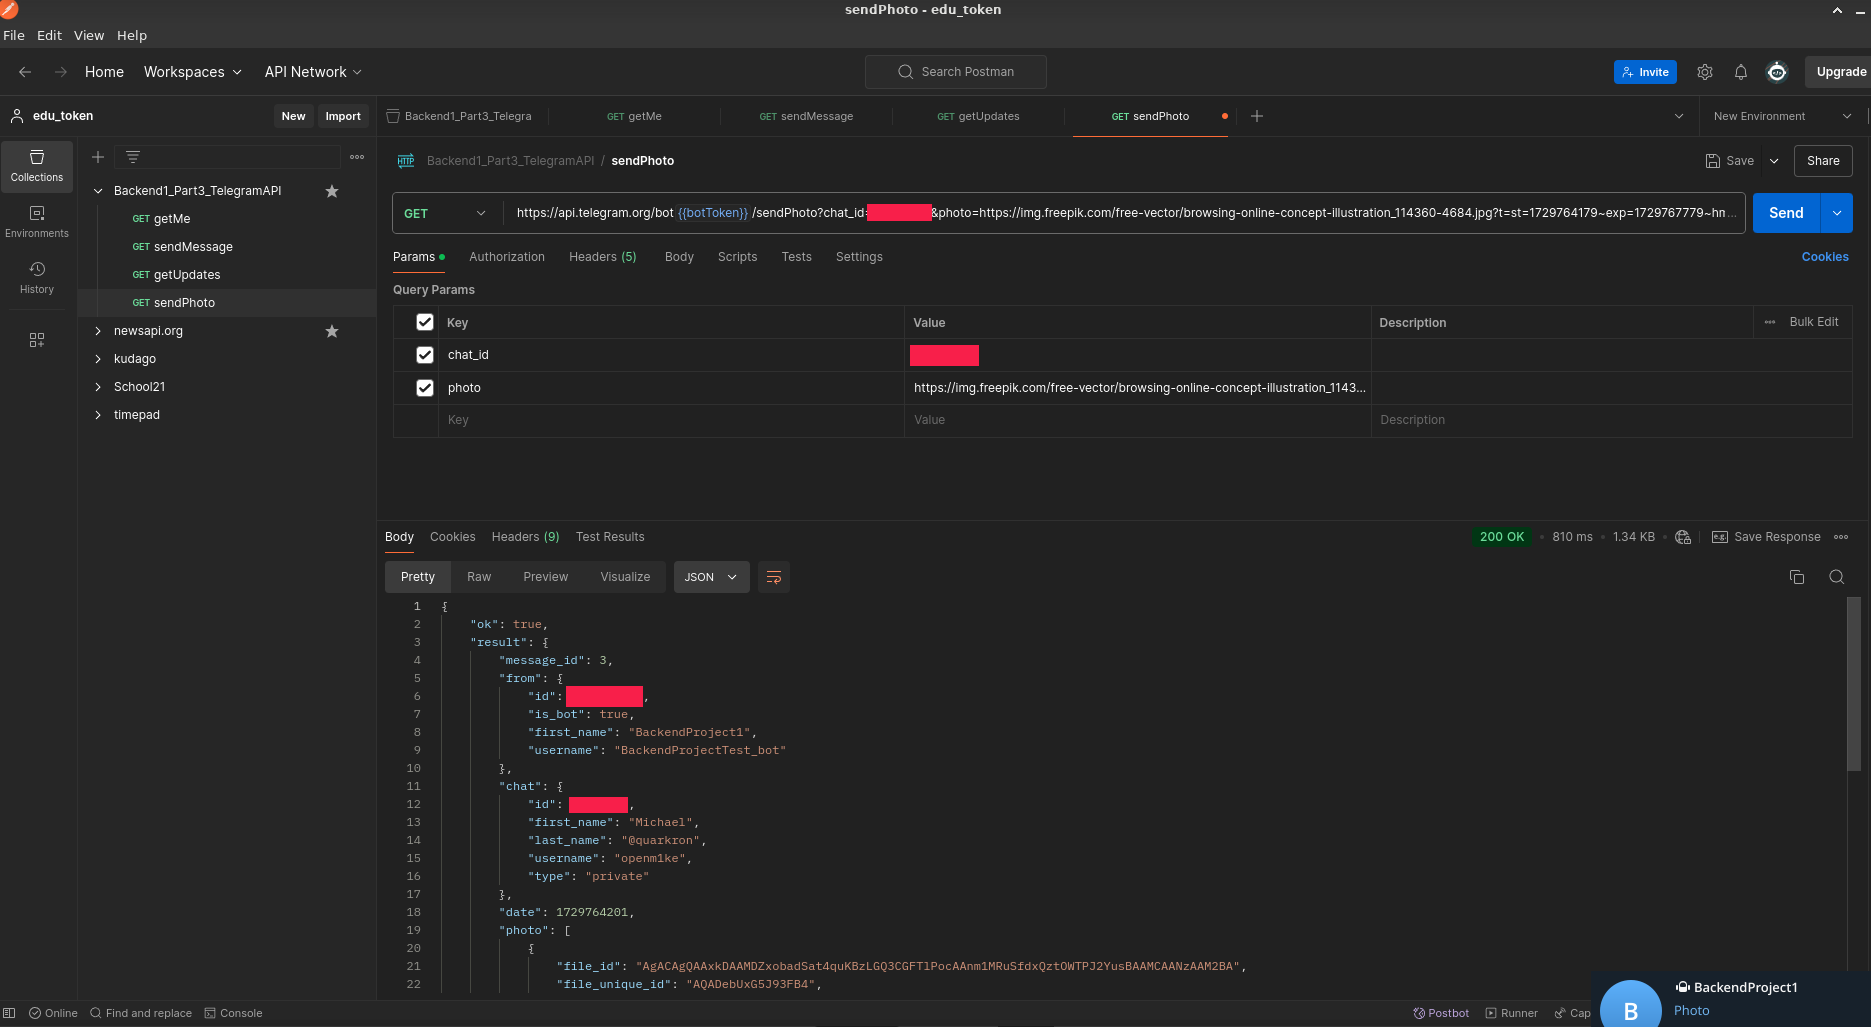 sendPhoto - edu_token
File Edit View Help
Home Workspaces API Network Search Postman Invite Upgrade
edu_token New Import
Backend1_Part3_Telegra GET getMe GET sendMessage GET getUpdates GET sendPhoto New Environment
Collections
Environments
History
Backend1_Part3_TelegramAPI
GET getMe
GET sendMessage
GET getUpdates
GET sendPhoto
newsapi.org
kudago
School21
timepad
HTTP Backend1_Part3_TelegramAPI / sendPhoto Save Share
GET https://api.telegram.org/bot {{botToken}} /sendPhoto?chat_id= &photo=https://img.freepik.com/free-vector/browsing-online-concept-illustration_114360-4684.jpg?t=st=1729764179~exp=1729767779~hn... Send
Params Authorization Headers (5) Body Scripts Tests Settings Cookies
Query Params
Key Value Description Bulk Edit
chat_id
photo https://img.freepik.com/free-vector/browsing-online-concept-illustration_1143...
Key Value Description
Body Cookies Headers (9) Test Results 200 OK 810 ms 1.34 KB e.g. Save Response
Pretty Raw Preview Visualize JSON
1 {
2 "ok": true,
3 "result": {
4 "message_id": 3,
5 "from": {
6 "id": ,
7 "is_bot": true,
8 "first_name": "BackendProject1",
9 "username": "BackendProjectTest_bot"
10 },
11 "chat": {
12 "id": ,
13 "first_name": "Michael",
14 "last_name": "@quarkron",
15 "username": "openm1ke",
16 "type": "private"
17 },
18 "date": 1729764201,
19 "photo": [
20 {
21 "file_id": "AgACAgQAAxkDAAMDZxobadSat4quKBzLGQ3CGFTlPocAAnm1MRuSfdxQztOWTPJ2YusBAAMCAANzAAM2BA",
22 "file_unique_id": "AQADebUxG5J93FB4",
Online Find and replace Console Postbot Runner Cap
B BackendProject1
Photo